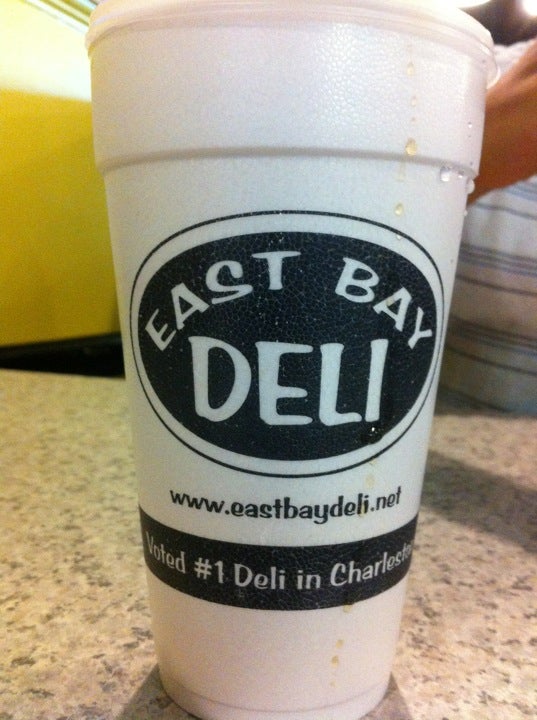 EAST BAY
DELI
www.eastbaydeli.net
Voted #1 Deli in